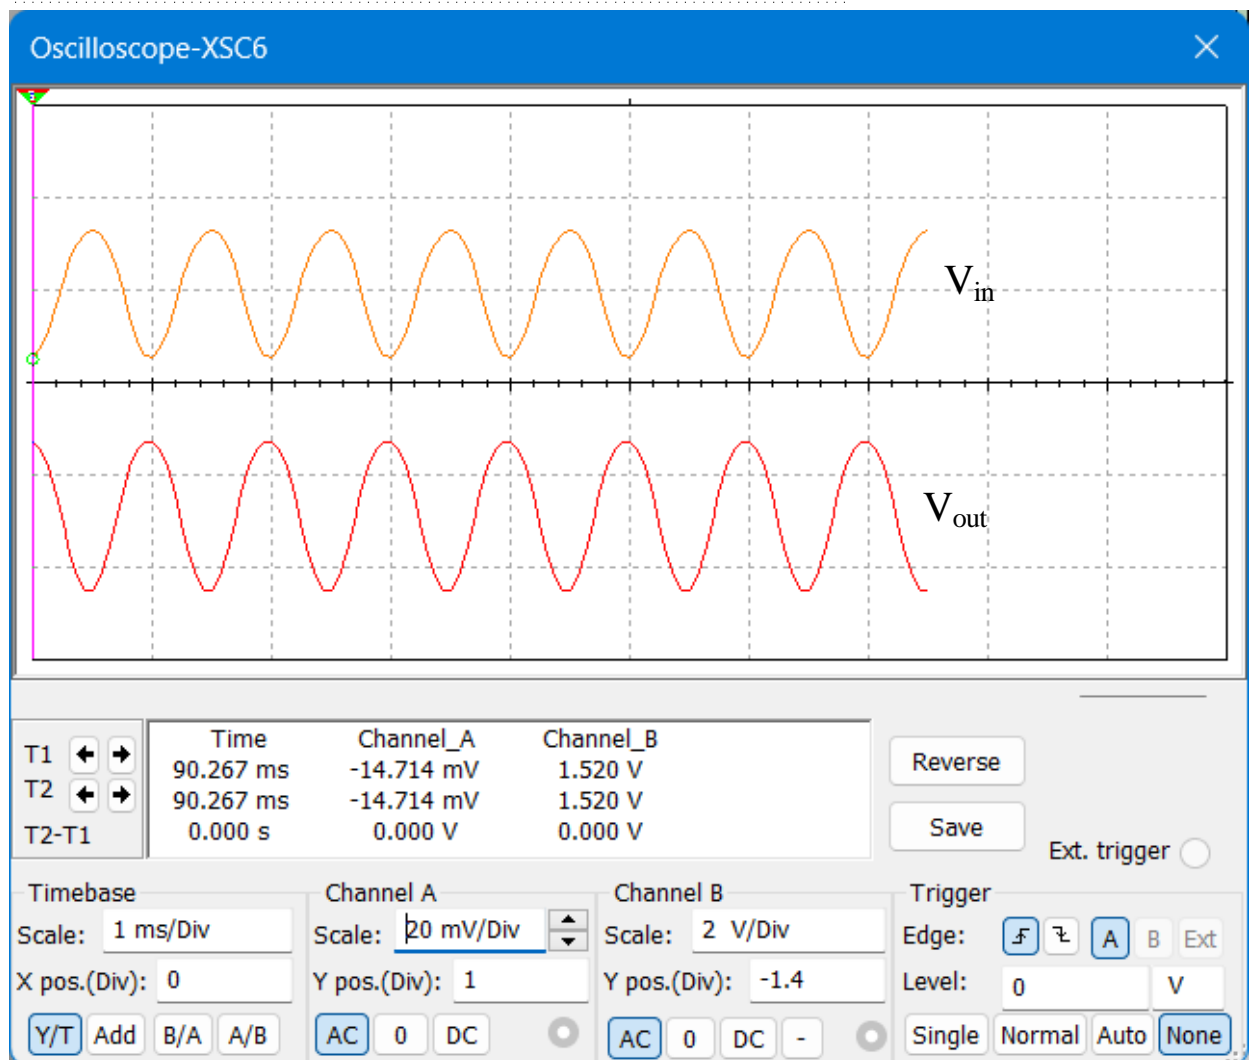 Oscilloscope-XSC6
V_in
V_out
Time Channel_A Channel_B
T1 90.267 ms -14.714 mV 1.520 V
T2 90.267 ms -14.714 mV 1.520 V
T2-T1 0.000 s 0.000 V 0.000 V
Reverse
Save
Ext. trigger
Timebase
Scale: 1 ms/Div
X pos.(Div): 0
Y/T Add B/A A/B
Channel A
Scale: 20 mV/Div
Y pos.(Div): 1
AC 0 DC
Channel B
Scale: 2 V/Div
Y pos.(Div): -1.4
AC 0 DC -
Trigger
Edge: A B Ext
Level: 0 V
Single Normal Auto None